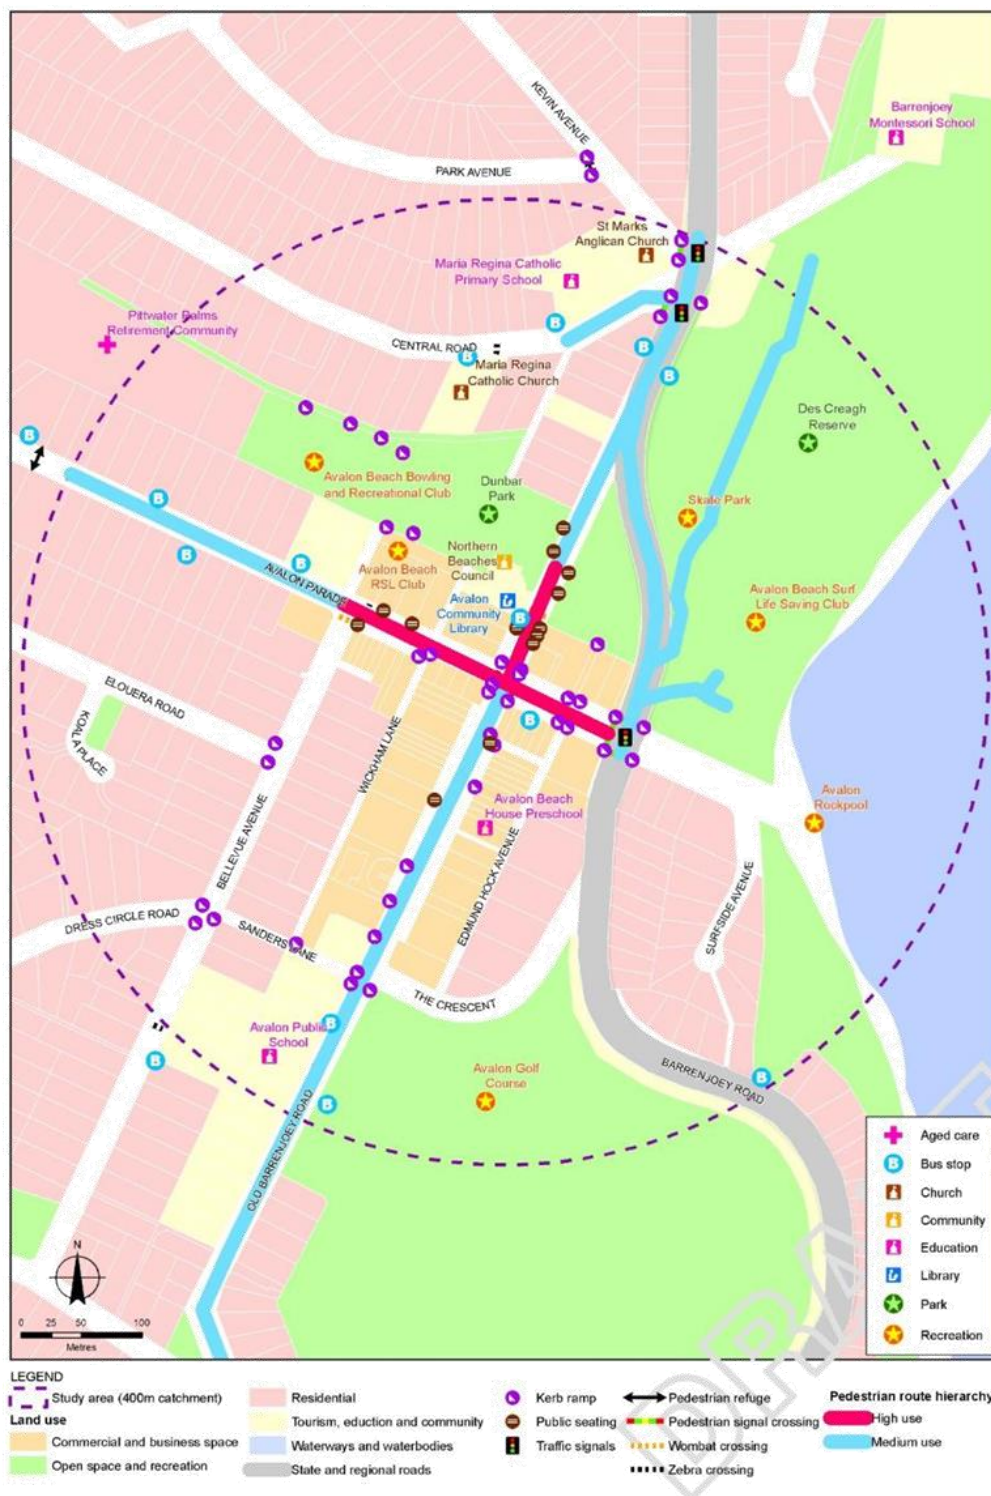 KEVIN AVENUE
Barrenjoey
Montessori School
PARK AVENUE
St Marks
Anglican Church
Maria Regina Catholic
Primary School
Pittwater Palms
Retirement Community
CENTRAL ROAD
Maria Regina
Catholic Church
Des Creagh
Reserve
Avalon Beach Bowling
and Recreational Club
Dunbar
Park
Skate Park
Northern
Beaches
Council
Avalon Beach
RSL Club
AVALON PARADE
Avalon
Community
Library
Avalon Beach Surf
Life Saving Club
ELOUERA ROAD
KOALA PLACE
WICKHAM LANE
Avalon
Rockpool
Avalon Beach
House Preschool
BELLEVUE AVENUE
EDMUND HOCK AVENUE
SURFSIDE AVENUE
DRESS CIRCLE ROAD
SANDERS LANE
THE CRESCENT
Avalon Public
School
Avalon Golf
Course
BARRENJOEY ROAD
OLD BARRENJOEY ROAD
N
0 25 50 100
Metres
Aged care
B Bus stop
Church
Community
Education
Library
Park
Recreation
DRAFT
LEGEND
Study area (400m catchment)
Land use
Commercial and business space
Open space and recreation
Residential
Tourism, eduction and community
Waterways and waterbodies
State and regional roads
Kerb ramp
Public seating
Traffic signals
Pedestrian refuge
Pedestrian signal crossing
Wombat crossing
Zebra crossing
Pedestrian route hierarchy
High use
Medium use